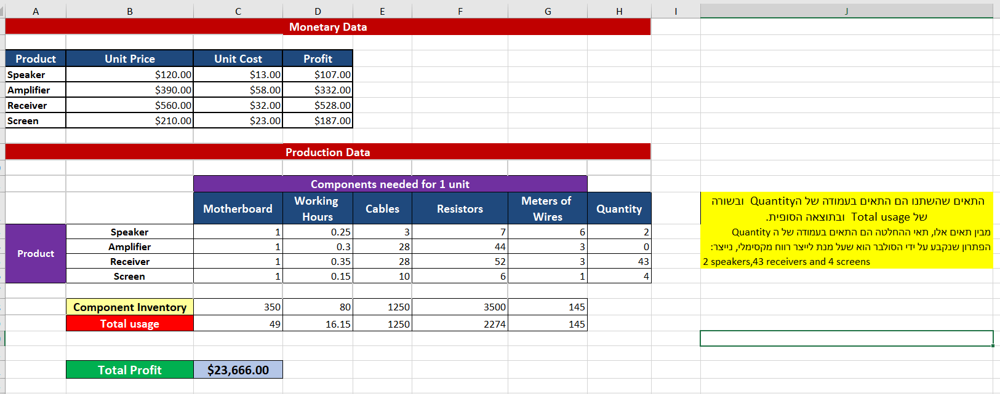 A B C D E F G H I J
Monetary Data
Product Unit Price Unit Cost Profit
Speaker $120.00 $13.00 $107.00
Amplifier $390.00 $58.00 $332.00
Receiver $560.00 $32.00 $528.00
Screen $210.00 $23.00 $187.00
Production Data
Components needed for 1 unit
Motherboard Working Hours Cables Resistors Meters of Wires Quantity
Product
Speaker 1 0.25 3 7 6 2
Amplifier 1 0.3 28 44 3 0
Receiver 1 0.35 28 52 3 43
Screen 1 0.15 10 6 1 4
התאים שהשתנו הם התאים בעמודה של הQuantity ובשורה
של Total usage ובתוצאה הסופית.
מבין תאים אלו, תאי ההחלטה הם התאים בעמודה של ה Quantity
הפתרון שנקבע על ידי הסולבר הוא שעל מנת לייצר רווח מקסימלי, נייצר:
2 speakers,43 receivers and 4 screens
Component Inventory 350 80 1250 3500 145
Total usage 49 16.15 1250 2274 145
Total Profit $23,666.00